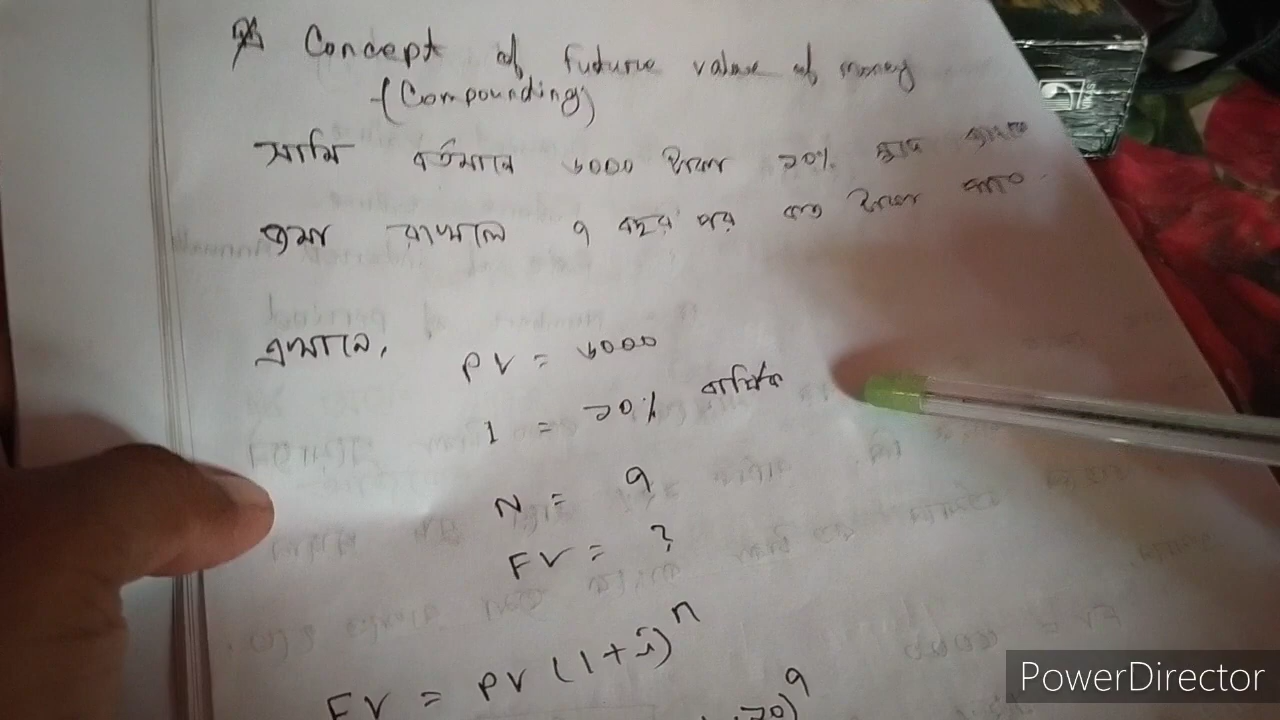 Concept of future value of money
(Compounding)
আমি বর্তমানে ৬০০০ টাকা ১০% সুদ
জমা রাখলে ৭ বছর পর কত টাকা পাব
এখানে, PV = ৬০০০
I = ১০% বার্ষিক
N = ৭
FV = ?
FV = PV (1+i)ⁿ
PowerDirector